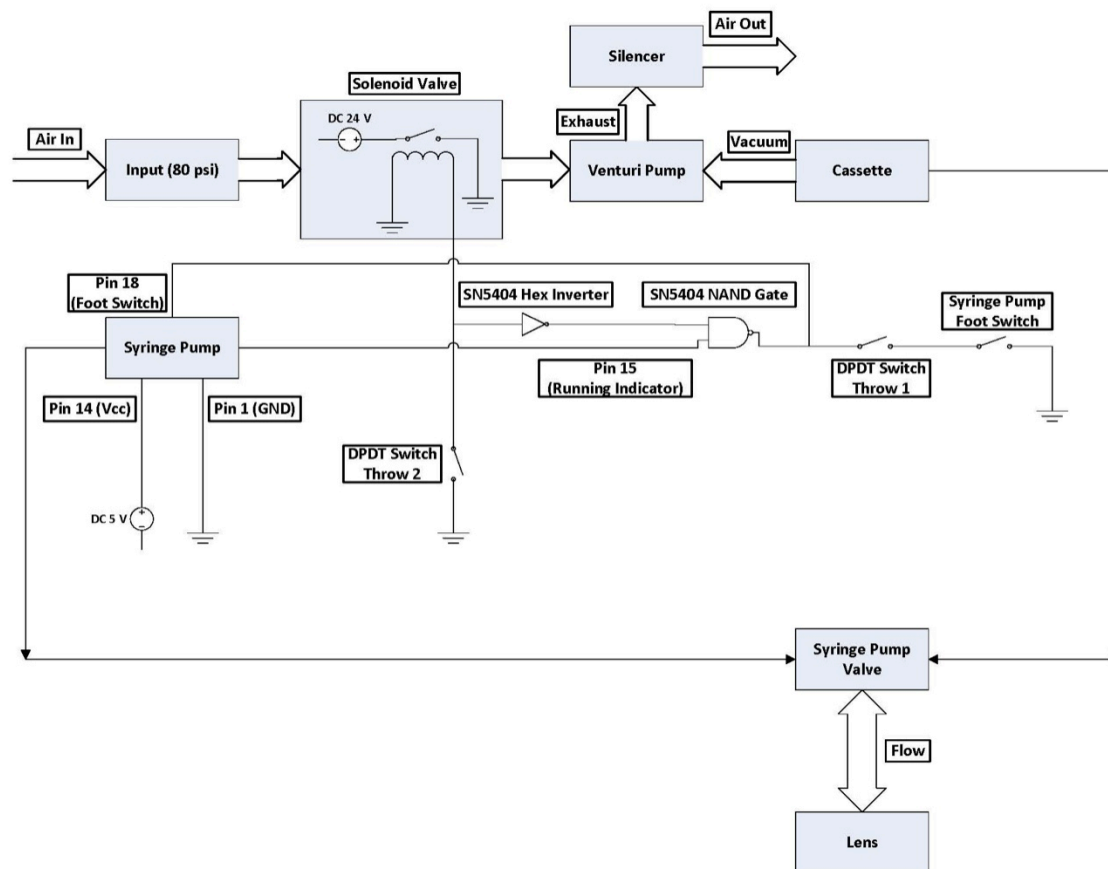 Air Out
Silencer
Solenoid Valve
DC 24 V
Exhaust
Air In
Vacuum
Input (80 psi)
Venturi Pump
Cassette
Pin 18
(Foot Switch)
SN5404 Hex Inverter
SN5404 NAND Gate
Syringe Pump
Foot Switch
Syringe Pump
Pin 15
(Running Indicator)
DPDT Switch
Throw 1
Pin 14 (Vcc)
Pin 1 (GND)
DPDT Switch
Throw 2
DC 5 V
Syringe Pump
Valve
Flow
Lens